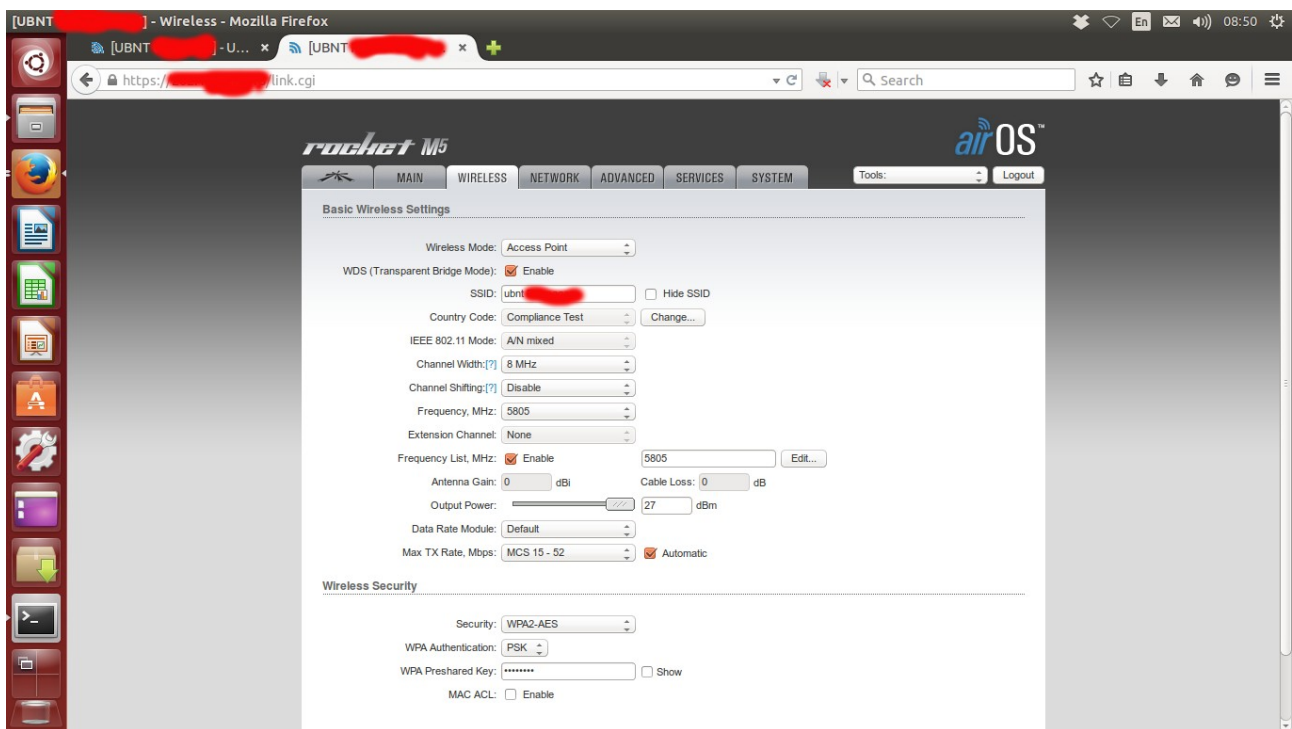 [UBNT ] - Wireless - Mozilla Firefox En 08:50
[UBNT ] - U... × [UBNT ×
https:// /link.cgi Search
rocket M5 airOS™
MAIN WIRELESS NETWORK ADVANCED SERVICES SYSTEM Tools: Logout
Basic Wireless Settings
Wireless Mode: Access Point
WDS (Transparent Bridge Mode): Enable
SSID: ubnt Hide SSID
Country Code: Compliance Test Change...
IEEE 802.11 Mode: A/N mixed
Channel Width:[?] 8 MHz
Channel Shifting:[?] Disable
Frequency, MHz: 5805
Extension Channel: None
Frequency List, MHz: Enable 5805 Edit...
Antenna Gain: 0 dBi Cable Loss: 0 dB
Output Power: 27 dBm
Data Rate Module: Default
Max TX Rate, Mbps: MCS 15 - 52 Automatic
Wireless Security
Security: WPA2-AES
WPA Authentication: PSK
WPA Preshared Key: •••••••• Show
MAC ACL: Enable